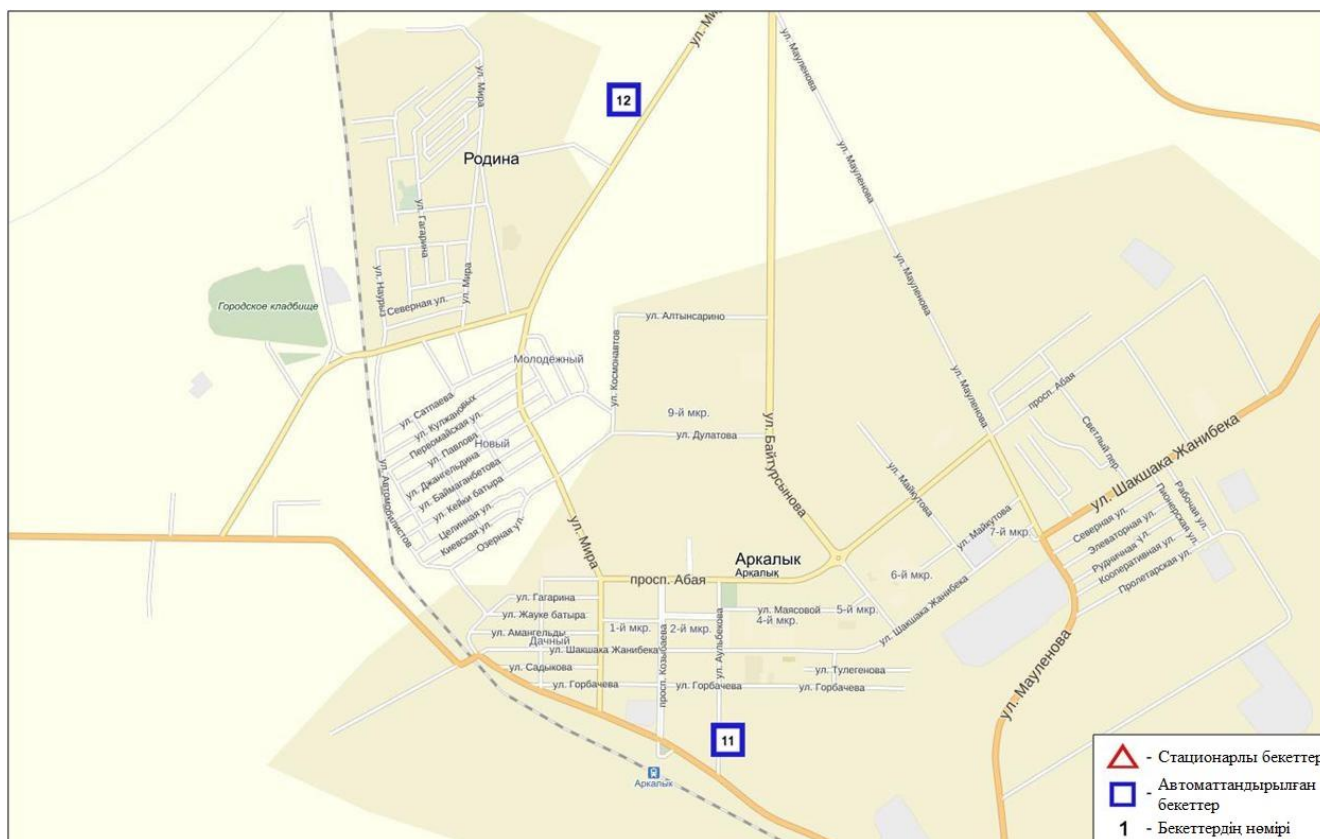 ул. Мира
ул. Мауленова
12
ул. Мира
Родина
ул. Мауленова
ул. Гагарина
ул. Наурыз
ул. Мира
Северная ул.
Городское кладбище
ул. Мауленова
ул. Алтынсарино
ул. Космонавтов
Молодёжный
ул. Мауленова
просп. Абая
9-й мкр.
ул. Дулатова
ул. Байтурсынова
ул. Сатпаева
ул. Кулжановых
Первомайская ул.
Новый
ул. Павлова
ул. Джангельдина
ул. Баймаганбетова
ул. Кейки батыра
Целинная ул.
Киевская ул.
Озерная ул.
ул. Автомобилистов
Светлый пер.
ул. Шакшака Жанибека
ул. Майкутова
ул. Майкутова
7-й мкр.
Северная ул.
Элеваторная ул.
Рудничная ул.
Кооперативная ул.
Пролетарская ул.
Пионерская ул.
Рабочая ул.
ул. Мира
Аркалык
Арқалық
просп. Абая
6-й мкр.
ул. Гагарина
ул. Жауке батыра
ул. Амангельды
Дачный
1-й мкр.
2-й мкр.
ул. Маясовой
4-й мкр.
5-й мкр.
ул. Шакшака Жанибека
ул. Шакшака Жанибека
ул. Садыкова
просп. Козыбаева
ул. Аульбекова
ул. Тулегенова
ул. Горбачева
ул. Горбачева
ул. Горбачева
ул. Мауленова
11
Аркалык
- Стационарлы бекеттер
- Автоматтандырылған
бекеттер
1 - Бекеттердің нөмірі